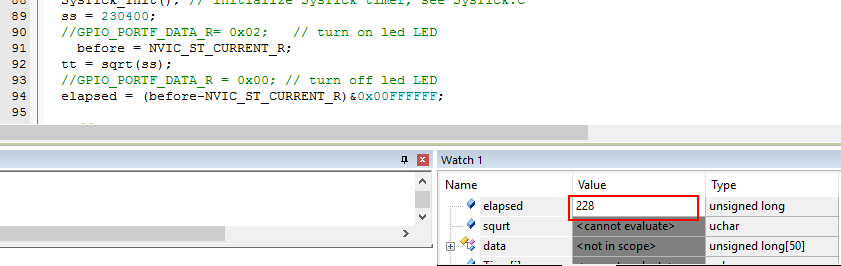 88 SysTick_Init(); // initialize SysTick timer, see SysTick.c
89 ss = 230400;
90 //GPIO_PORTF_DATA_R= 0x02;   // turn on led LED
91   before = NVIC_ST_CURRENT_R;
92 tt = sqrt(ss);
93 //GPIO_PORTF_DATA_R = 0x00; // turn off led LED
94 elapsed = (before-NVIC_ST_CURRENT_R)&0x00FFFFFF;
95
Watch 1
Name Value Type
elapsed 228 unsigned long
squrt <cannot evaluate> uchar
data <not in scope> unsigned long[50]